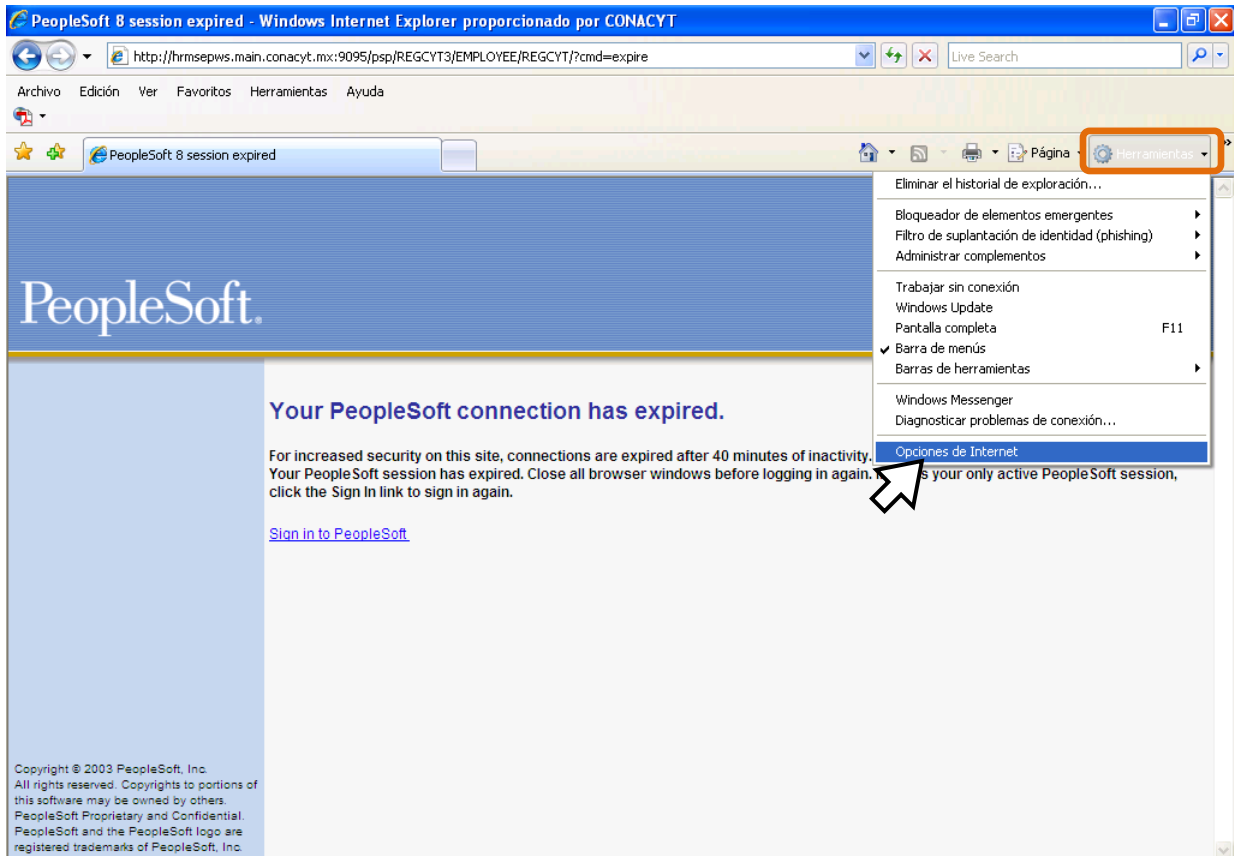 PeopleSoft 8 session expired - Windows Internet Explorer proporcionado por CONACYT
http://hrmsepws.main.conacyt.mx:9095/psp/REGCYT3/EMPLOYEE/REGCYT/?cmd=expire
Live Search
Archivo Edición Ver Favoritos Herramientas Ayuda
PeopleSoft 8 session expired
Página Herramientas »
Eliminar el historial de exploración...
Bloqueador de elementos emergentes
Filtro de suplantación de identidad (phishing)
Administrar complementos
Trabajar sin conexión
Windows Update
Pantalla completa F11
Barra de menús
Barras de herramientas
Windows Messenger
Diagnosticar problemas de conexión...
Opciones de Internet
PeopleSoft.
Your PeopleSoft connection has expired.
For increased security on this site, connections are expired after 40 minutes of inactivity.
Your PeopleSoft session has expired. Close all browser windows before logging in again. s your only active PeopleSoft session,
click the Sign In link to sign in again.
Sign in to PeopleSoft
Copyright © 2003 PeopleSoft, Inc.
All rights reserved. Copyrights to portions of
this software may be owned by others.
PeopleSoft Proprietary and Confidential.
PeopleSoft and the PeopleSoft logo are
registered trademarks of PeopleSoft, Inc.